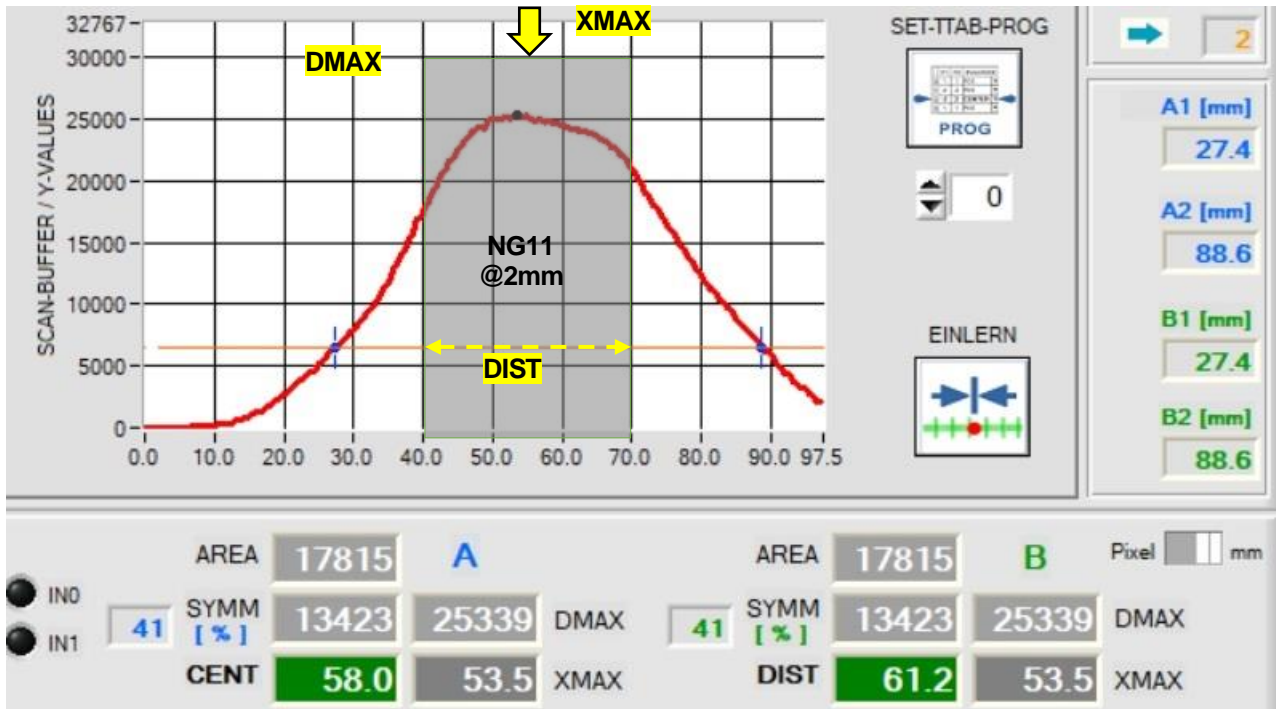 32767
30000
25000
20000
15000
10000
5000
0
SCAN-BUFFER / Y-VALUES
0.0 10.0 20.0 30.0 40.0 50.0 60.0 70.0 80.0 90.0 97.5
XMAX
DMAX
NG11
@2mm
DIST
SET-TTAB-PROG
PROG
0
EINLERN
2
A1 [mm]
27.4
A2 [mm]
88.6
B1 [mm]
27.4
B2 [mm]
88.6
IN0
IN1
AREA 17815 A
41 SYMM [ % ] 13423 25339 DMAX
CENT 58.0 53.5 XMAX
AREA 17815 B Pixel mm
41 SYMM [ % ] 13423 25339 DMAX
DIST 61.2 53.5 XMAX